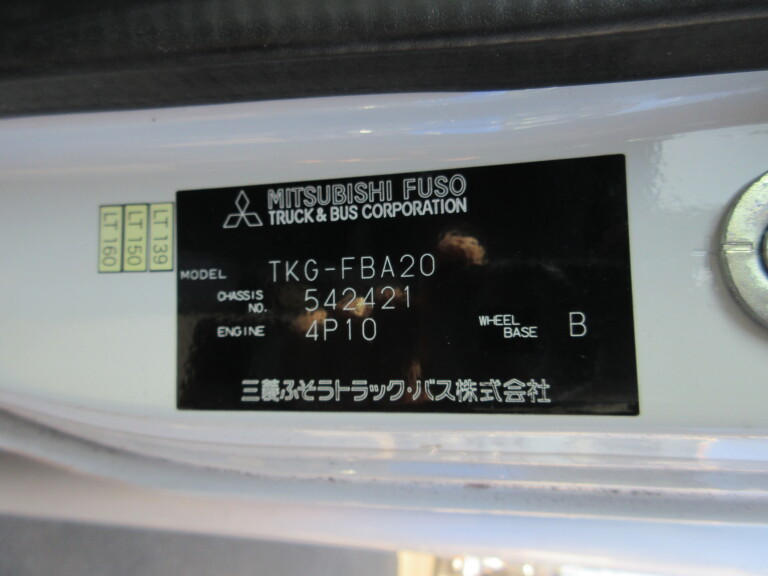 MITSUBISHI FUSO
TRUCK & BUS CORPORATION
LT 160
LT 150
LT 139
MODEL TKG-FBA20
CHASSIS NO. 542421
ENGINE 4P10
WHEEL BASE B
三菱ふそうトラック・バス株式会社